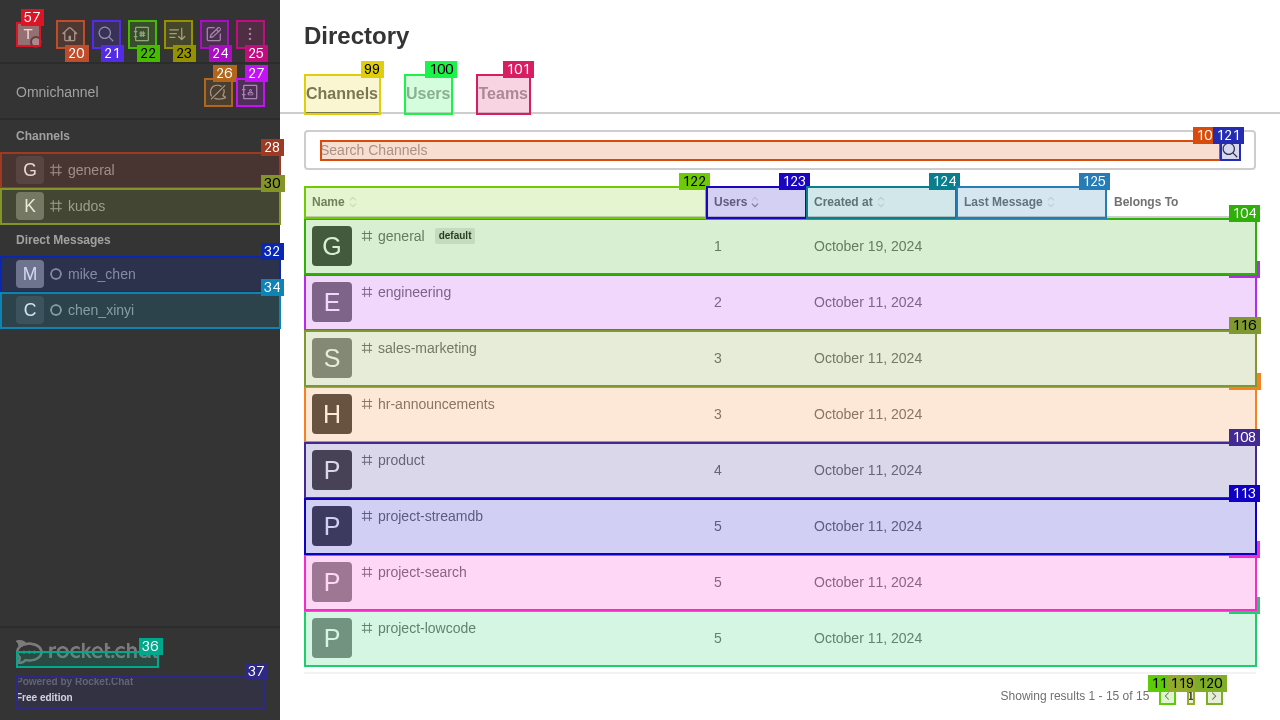 57
T
20
21
22
23
24
25
Directory
26
27
Omnichannel
99
100
101
Channels
Users
Teams
Channels
28
G general
30
K kudos
Direct Messages
32
M mike_chen
34
C chen_xinyi
10
121
Search Channels
122
123
124
125
Name
Users
Created at
Last Message
Belongs To
104
G general default 1 October 19, 2024
E engineering 2 October 11, 2024
116
S sales-marketing 3 October 11, 2024
H hr-announcements 3 October 11, 2024
108
P product 4 October 11, 2024
113
P project-streamdb 5 October 11, 2024
P project-search 5 October 11, 2024
P project-lowcode 5 October 11, 2024
36
rocket.chat
37
Powered by Rocket.Chat
Free edition
11
119
120
Showing results 1 - 15 of 15
1